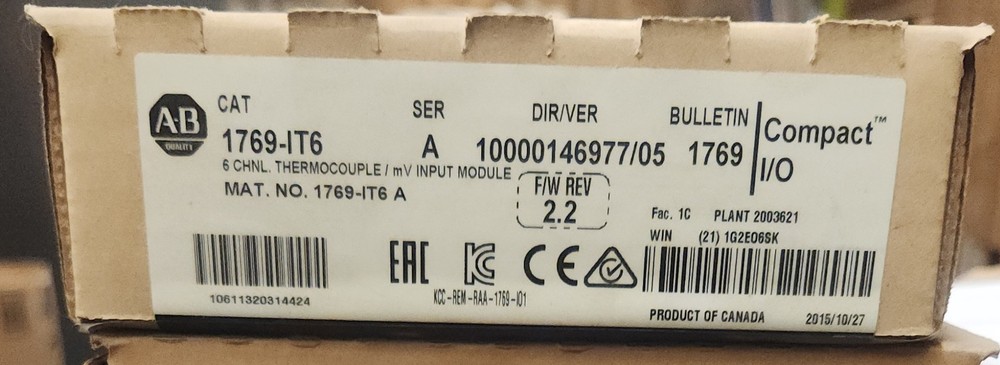 A-B
QUALITY
CAT
SER
DIR/VER
BULLETIN
1769-IT6
A
10000146977/05
1769
Compact™
I/O
6 CHNL. THERMOCOUPLE / mV INPUT MODULE
MAT. NO. 1769-IT6 A
F/W REV
2.2
Fac. 1C PLANT 2003621
WIN (21) 1G2E06SK
EAC
KC
CE
KCC-REM-RAA-1769-I01
10611320314424
PRODUCT OF CANADA
2015/10/27